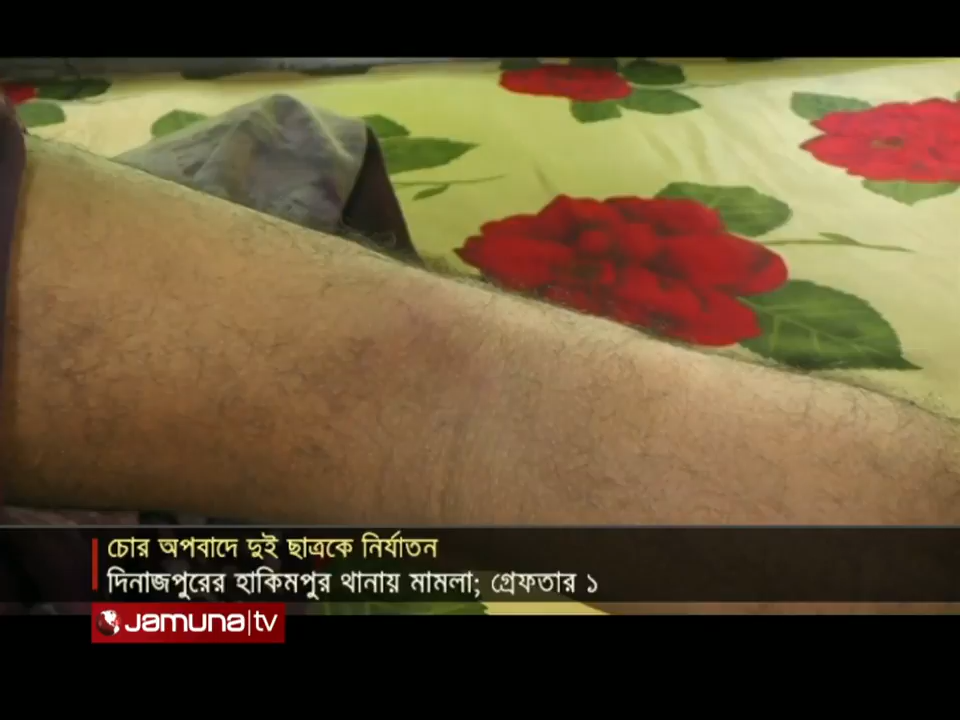 চোর অপবাদে দুই ছাত্রকে নির্যাতন
দিনাজপুরের হাকিমপুর থানায় মামলা; গ্রেফতার ১
Jamuna|tv